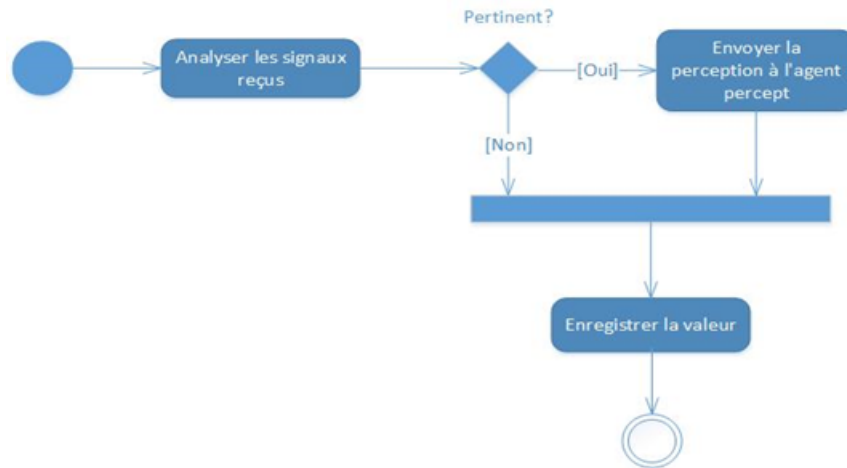 Pertinent?
Analyser les signaux
reçus
[Oui]
Envoyer la
perception à l'agent
percept
[Non]
Enregistrer la valeur